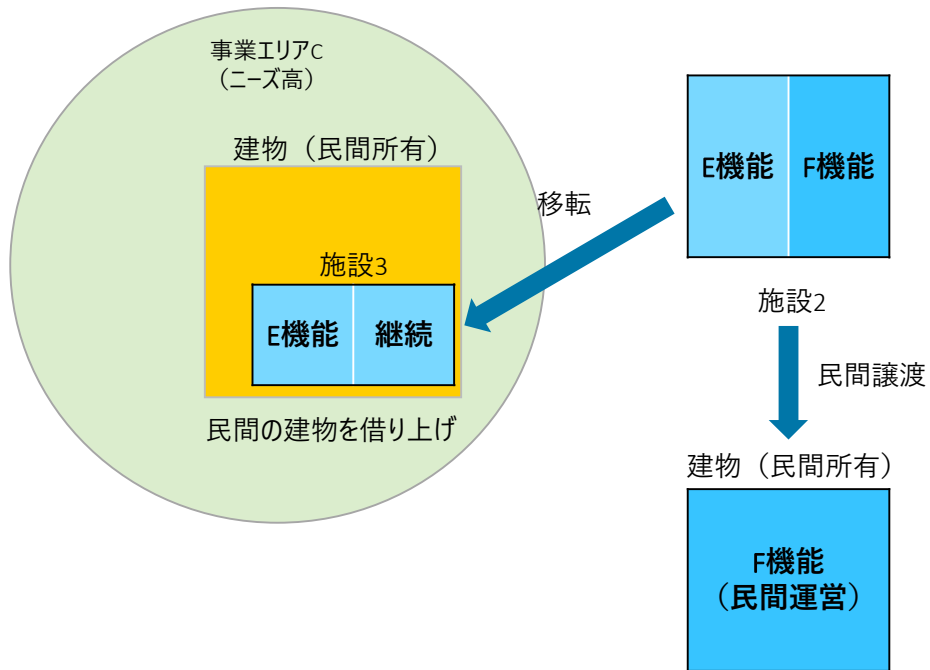 事業エリアC
（ニーズ高）
建物（民間所有）
施設3
E機能 継続
民間の建物を借り上げ
移転
E機能 F機能
施設2
民間譲渡
建物（民間所有）
F機能
（民間運営）